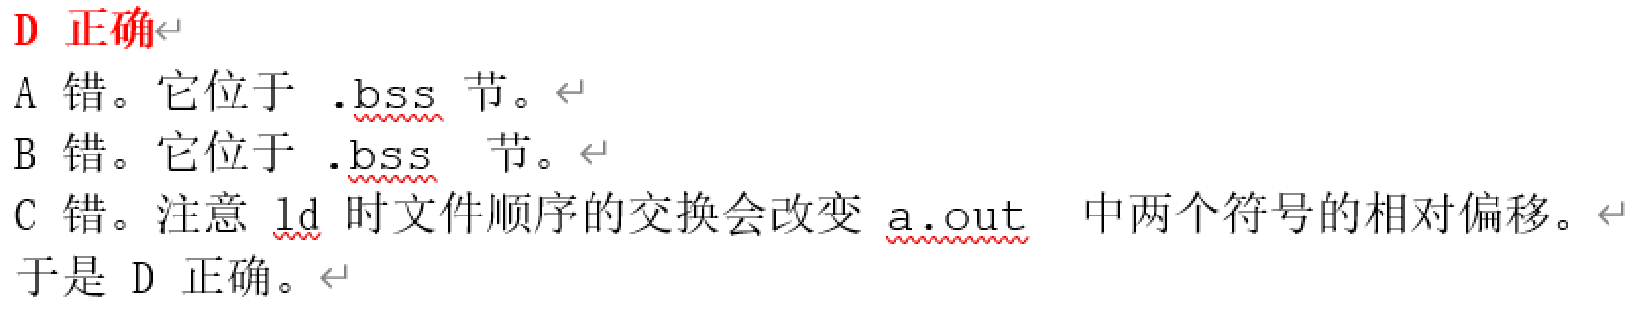 D 正确↵
A 错。它位于 .bss 节。↵
B 错。它位于 .bss 节。↵
C 错。注意 ld 时文件顺序的交换会改变 a.out 中两个符号的相对偏移。↵
于是 D 正确。↵